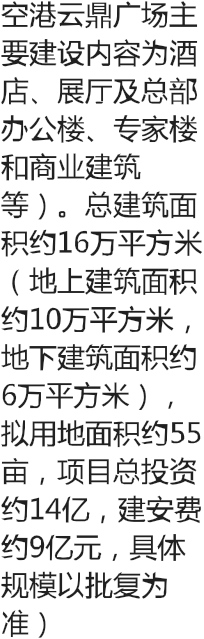 空港云鼎广场主
要建设内容为酒
店、展厅及总部
办公楼、专家楼
和商业建筑
等）。总建筑面
积约16万平方米
（地上建筑面积
约10万平方米，
地下建筑面积约
6万平方米），
拟用地面积约55
亩，项目总投资
约14亿，建安费
约9亿元，具体
规模以批复为
准）